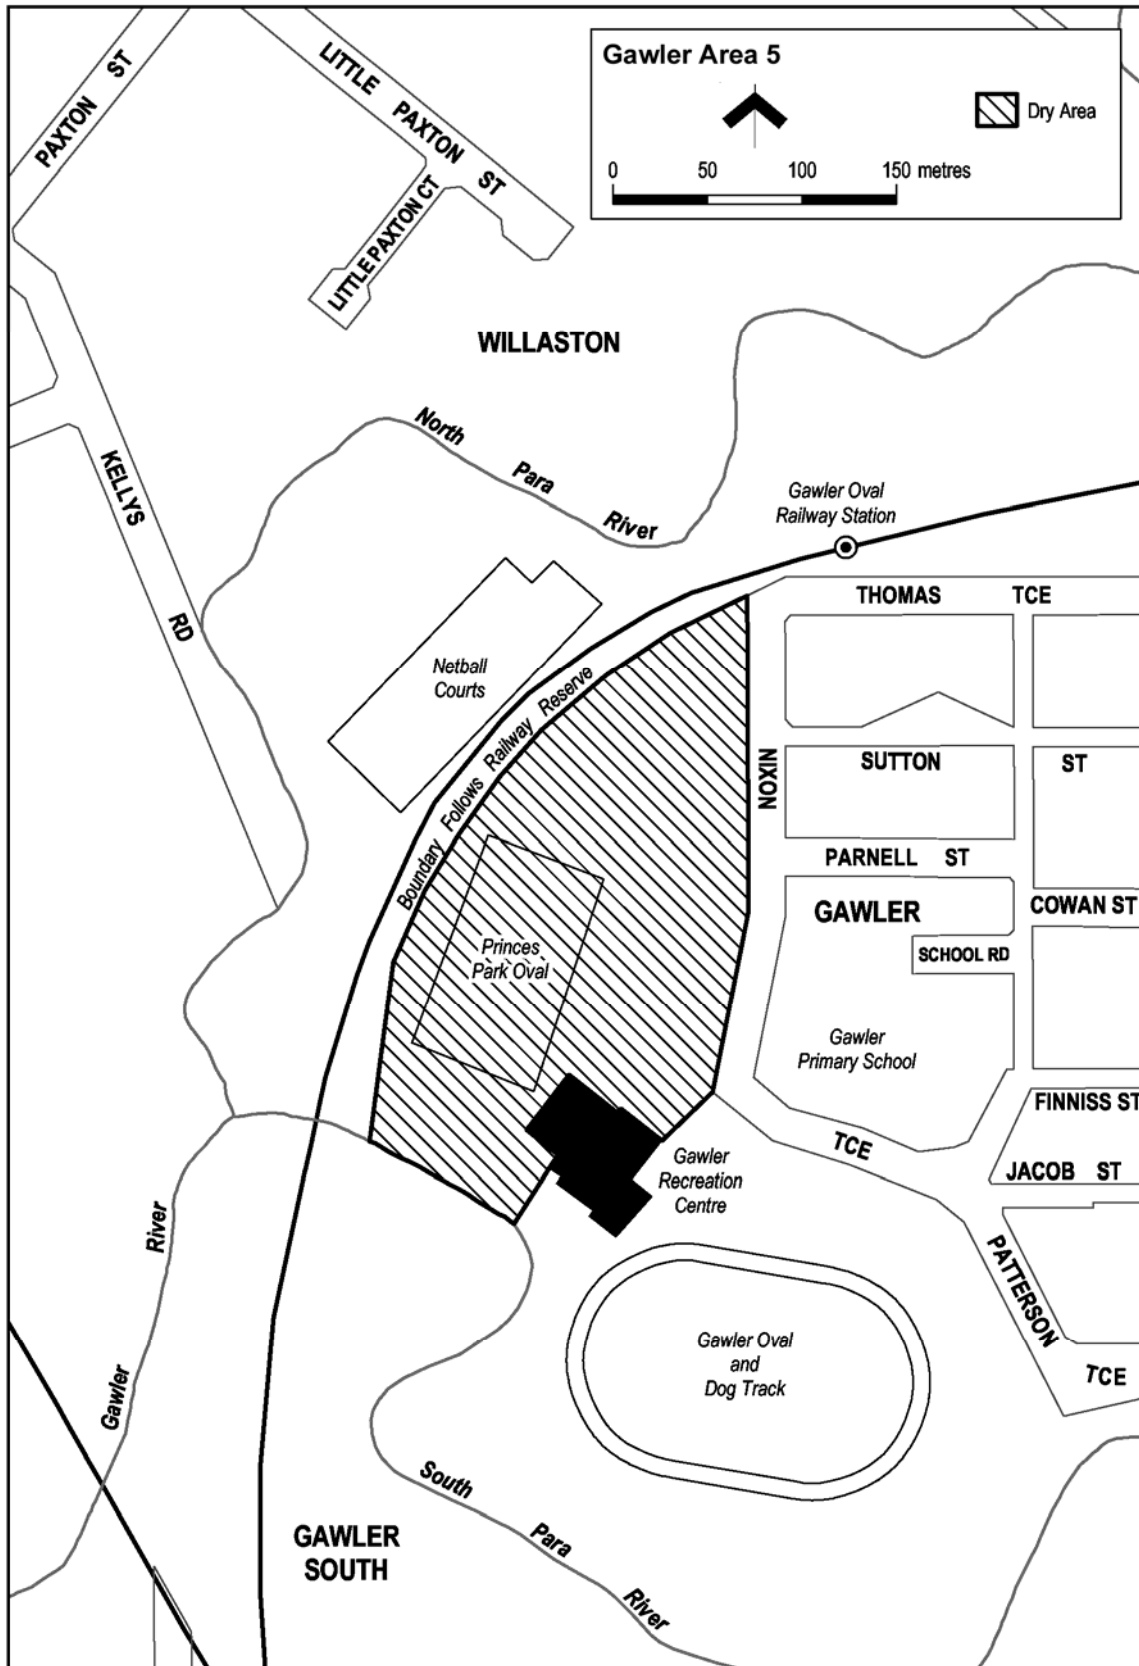 Gawler Area 5
Dry Area
0 50 100 150 metres
PAXTON ST
LITTLE PAXTON ST
LITTLE PAXTON CT
WILLASTON
North Para River
KELLYS RD
Gawler Oval
Railway Station
THOMAS TCE
Netball
Courts
Boundary Follows Railway Reserve
NIXON TCE
SUTTON ST
PARNELL ST
GAWLER
COWAN ST
SCHOOL RD
Princes
Park Oval
Gawler
Primary School
FINNISS ST
JACOB ST
Gawler
Recreation
Centre
Gawler River
PATTERSON TCE
Gawler Oval
and
Dog Track
South Para River
GAWLER
SOUTH